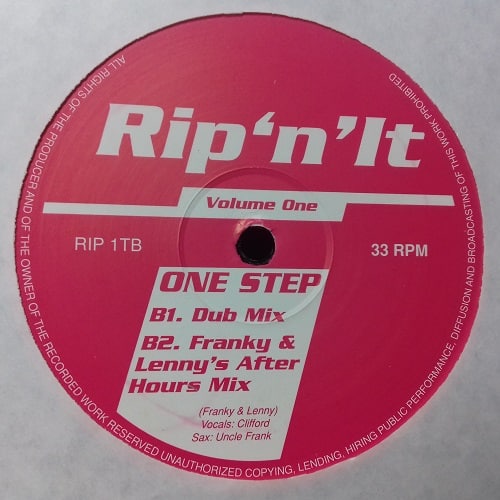 Rip‘n’It
Volume One
RIP 1TB
33 RPM
ONE STEP
B1. Dub Mix
B2. Franky &
Lenny's After
Hours Mix
(Franky & Lenny)
Vocals: Clifford
Sax: Uncle Frank
ALL RIGHTS OF THE PRODUCER AND OF THE OWNER OF THE RECORDED WORK RESERVED UNAUTHORIZED COPYING, LENDING, HIRING PUBLIC PERFORMANCE, DIFFUSION AND BROADCASTING OF THIS WORK PROHIBITED